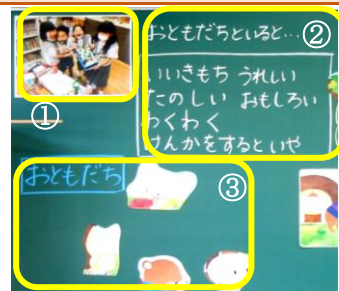 ①
おともだちといると… ②
いいきもち うれしい
たのしい おもしろい
わくわく
けんかをするといや
③
おともだち